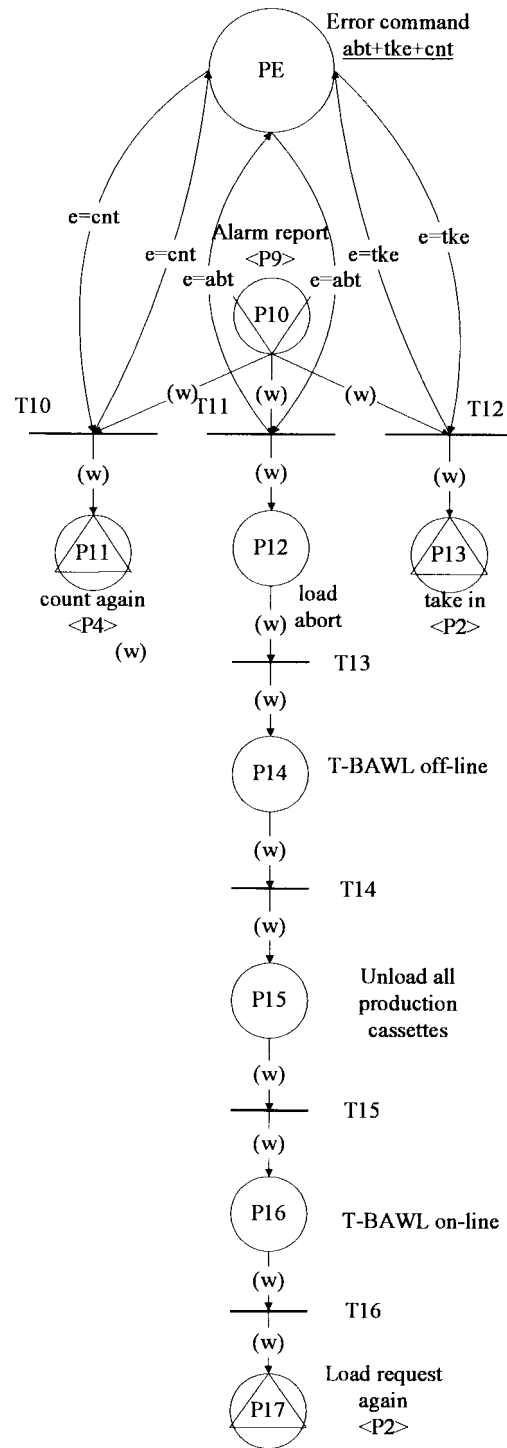 Error command
abt+tke+cnt
PE
e=cnt
e=cnt
Alarm report
<P9>
e=abt
e=abt
e=tke
e=tke
P10
(w)
(w)
(w)
T10
T11
T12
(w)
(w)
(w)
P11
P12
P13
count again
<P4>
(w)
load
abort
take in
<P2>
(w)
T13
(w)
P14
T-BAWL off-line
(w)
T14
(w)
P15
Unload all
production
cassettes
(w)
T15
(w)
P16
T-BAWL on-line
(w)
T16
(w)
P17
Load request
again
<P2>